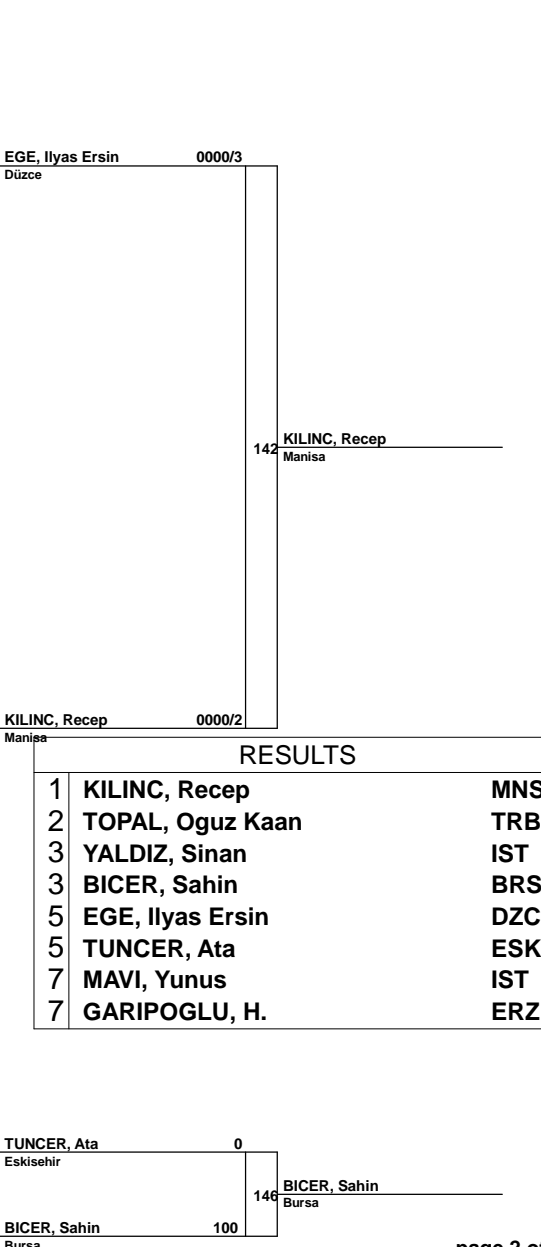 EGE, Ilyas Ersin 0000/3
Düzce
142
KILINC, Recep
Manisa
KILINC, Recep 0000/2
Manisa
RESULTS
1 KILINC, Recep MNS
2 TOPAL, Oguz Kaan TRB
3 YALDIZ, Sinan IST
3 BICER, Sahin BRS
5 EGE, Ilyas Ersin DZC
5 TUNCER, Ata ESK
7 MAVI, Yunus IST
7 GARIPOGLU, H. ERZ
TUNCER, Ata 0
Eskisehir
146
BICER, Sahin
Bursa
BICER, Sahin 100
Bursa
page 2